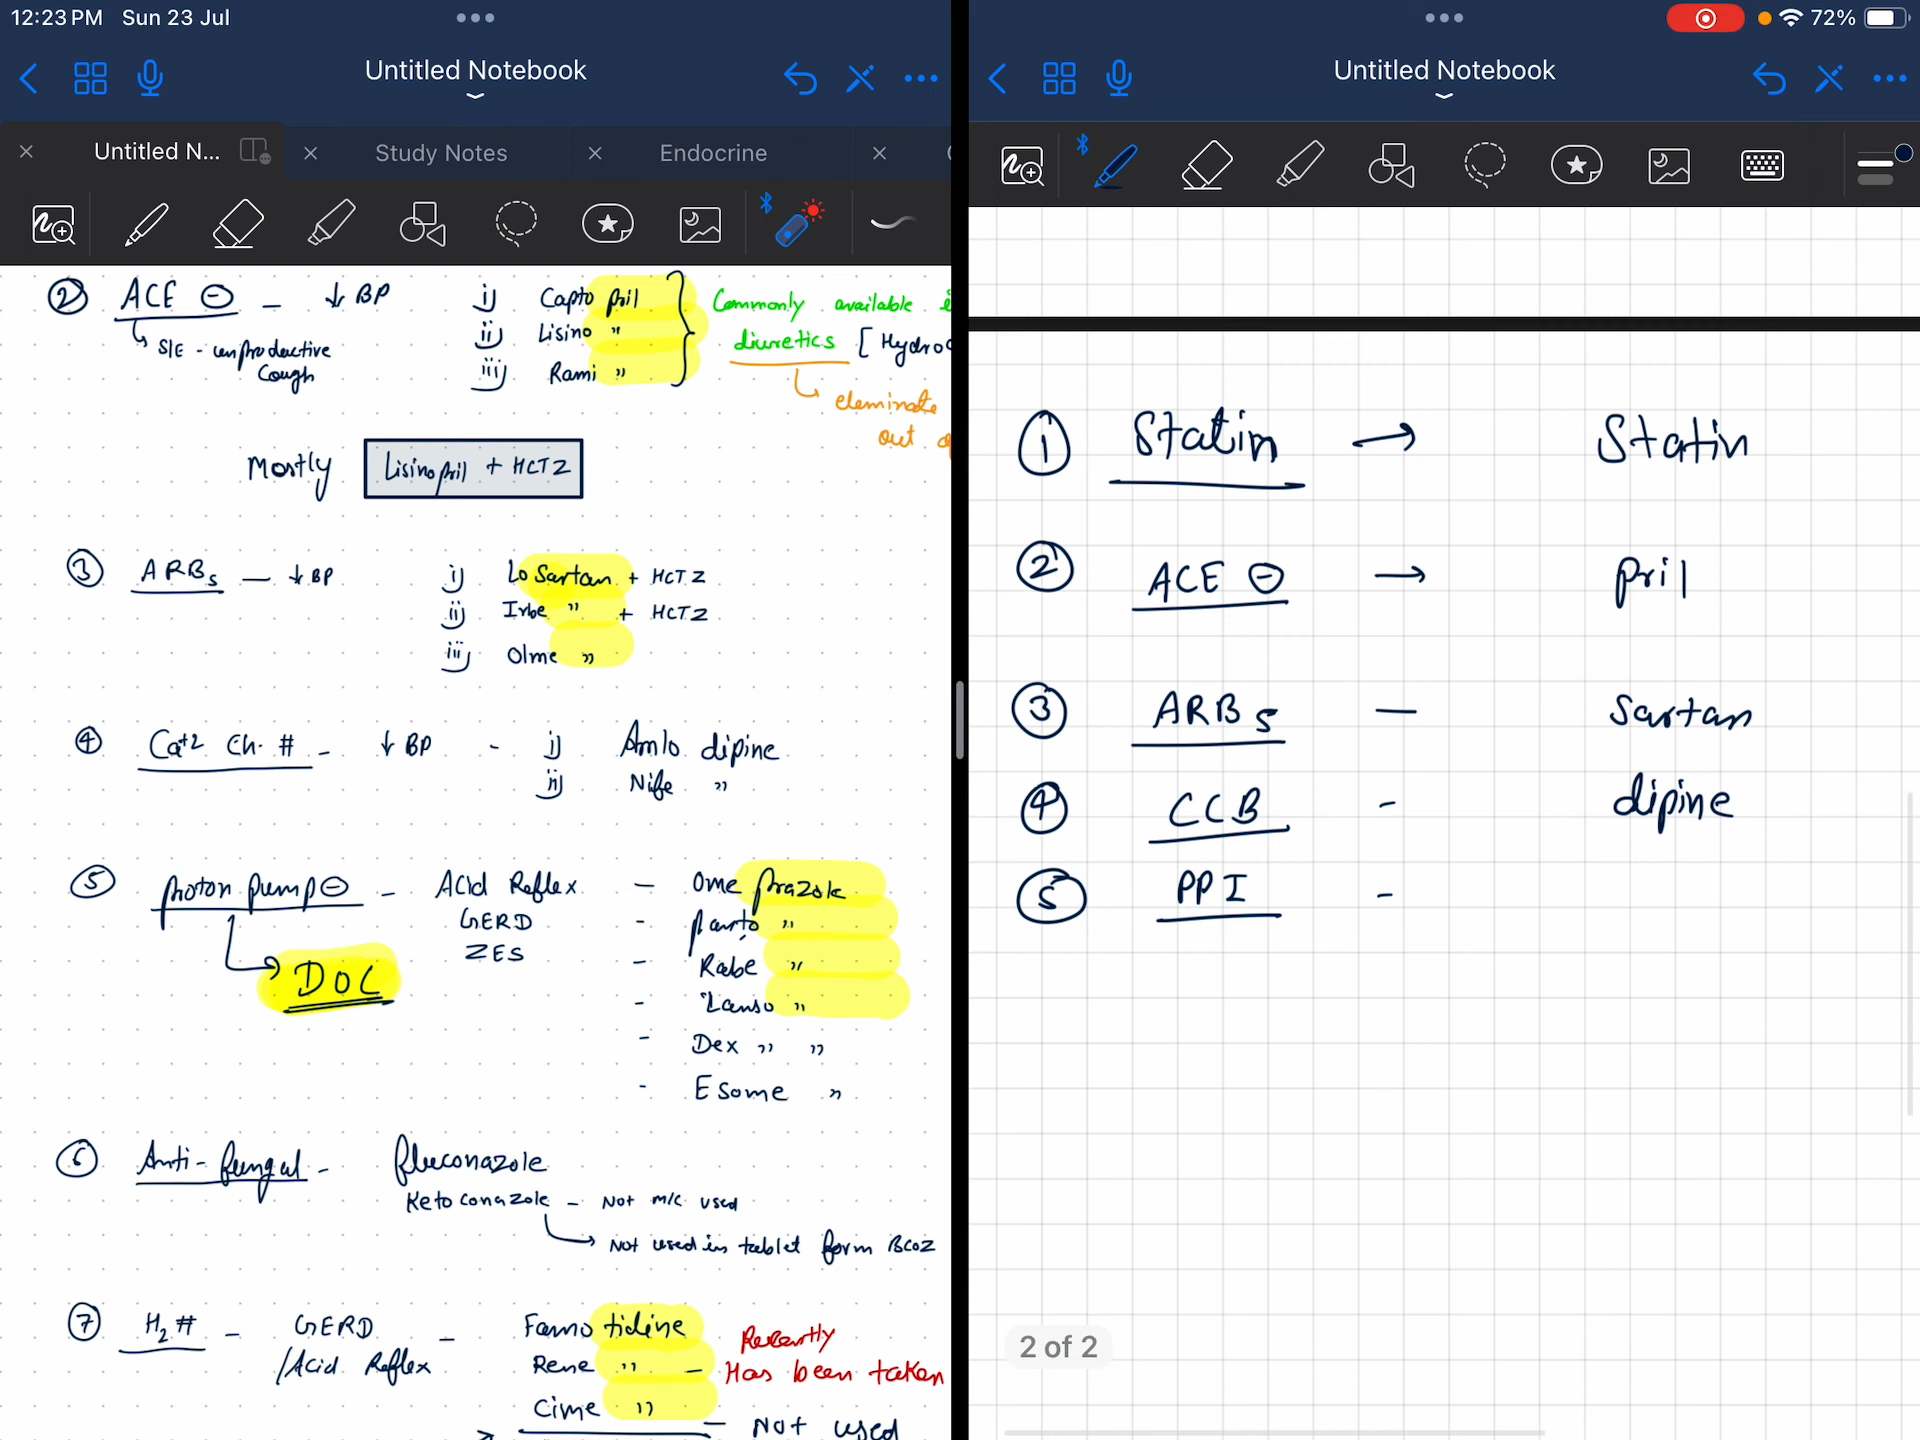 12:23 PM Sun 23 Jul
72%
Untitled Notebook
Untitled N...
Study Notes
Endocrine
② ACE ⊖ - ↓ BP
↳ S/E - unproductive
Cough
i) Capto pril
ii) Lisino "
iii) Rami "
Commonly available
diuretics [Hydroc
eleminate
out
Mostly
Lisinopril + HCTZ
③ ARBs — ↓ BP
i) Lo Sartan + HCTZ
ii) Irbe " + HCTZ
iii) Olme "
④ Ca+2 Ch. # - ↓ BP - i) Amlo dipine
ii) Nife "
⑤ Proton pump ⊖ - Acid Reflex — Ome prazole
GERD - panto "
ZES - Rabe "
DOC
- Lanso "
- Dex " "
- Esome "
⑥ Anti-fungal - fluconazole
Ketoconazole - Not m/c used
→ Not used in tablet form BCOZ
⑦ H2 # - GERD - Famo tidine
/Acid Reflex
Rene " - Recently
Has been taken
Cime " - Not used
Untitled Notebook
① Statin → Statin
② ACE ⊖ → pril
③ ARBs — Sartan
④ CCB - dipine
⑤ PPI -
2 of 2